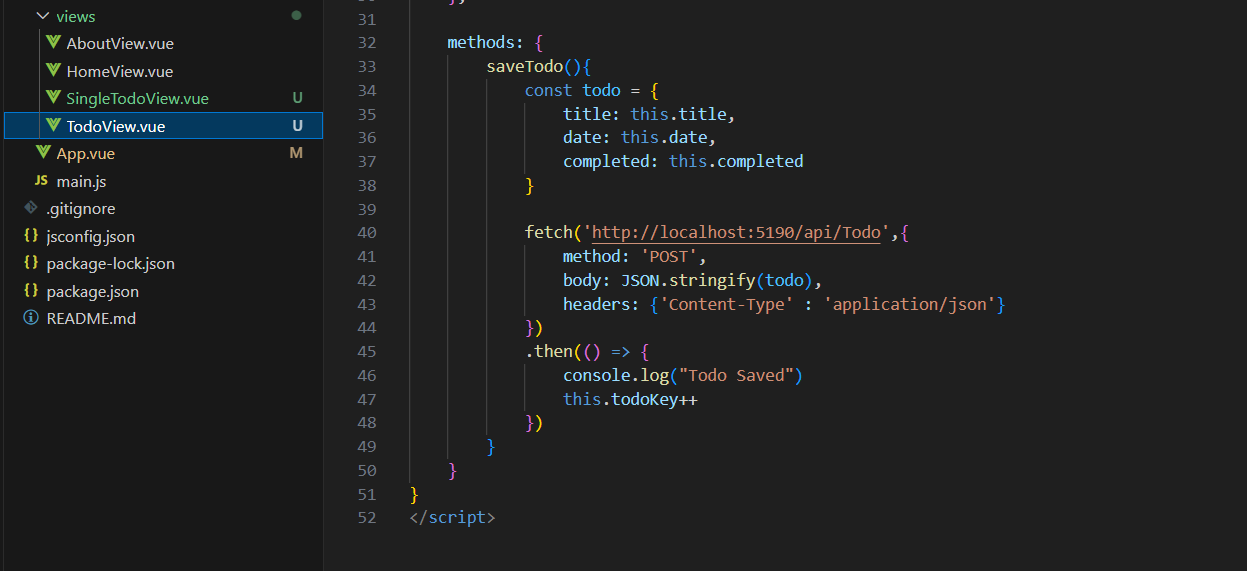 views
AboutView.vue
HomeView.vue
SingleTodoView.vue U
TodoView.vue U
App.vue M
JS main.js
.gitignore
{} jsconfig.json
{} package-lock.json
{} package.json
README.md
31
32 methods: {
33 saveTodo(){
34 const todo = {
35 title: this.title,
36 date: this.date,
37 completed: this.completed
38 }
39
40 fetch('http://localhost:5190/api/Todo',{
41 method: 'POST',
42 body: JSON.stringify(todo),
43 headers: {'Content-Type' : 'application/json'}
44 })
45 .then(() => {
46 console.log("Todo Saved")
47 this.todoKey++
48 })
49 }
50 }
51 }
52 </script>